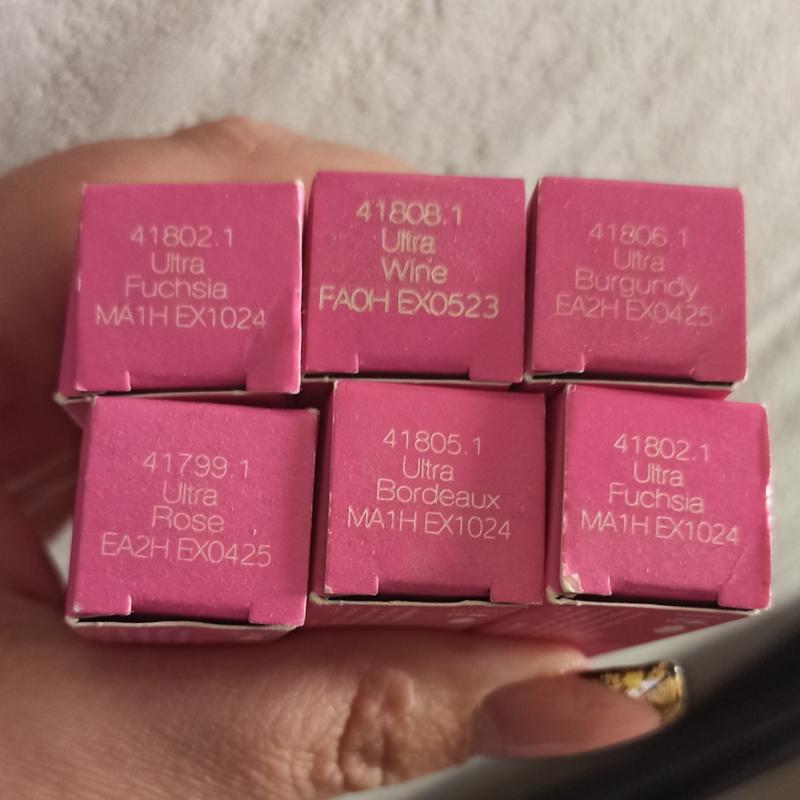 41802.1
Ultra
Fuchsia
MA1H EX1024
41808.1
Ultra
Wine
FA0H EX0523
41806.1
Ultra
Burgundy
EA2H EX0425
41799.1
Ultra
Rose
EA2H EX0425
41805.1
Ultra
Bordeaux
MA1H EX1024
41802.1
Ultra
Fuchsia
MA1H EX1024